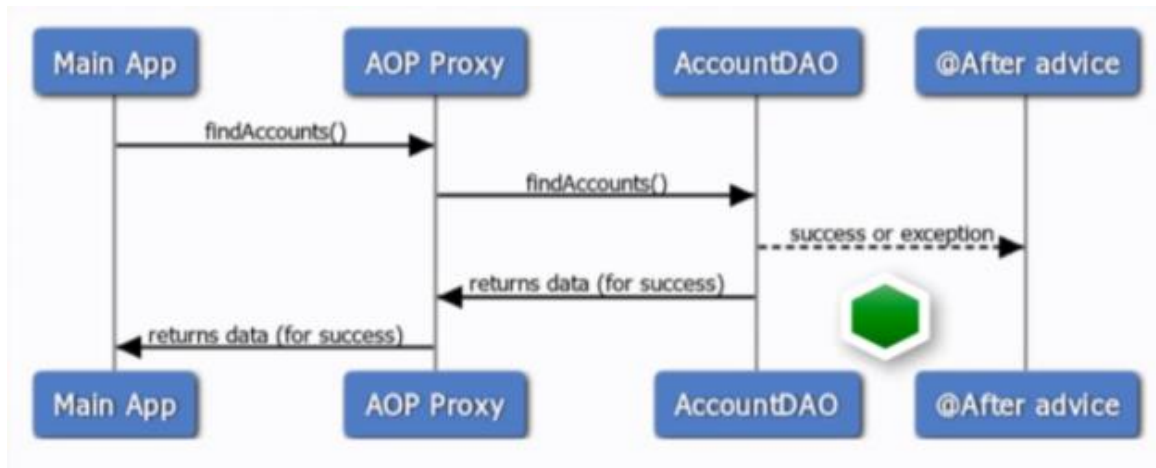 Main App
AOP Proxy
AccountDAO
@After advice
findAccounts()
findAccounts()
success or exception
returns data (for success)
returns data (for success)
Main App
AOP Proxy
AccountDAO
@After advice